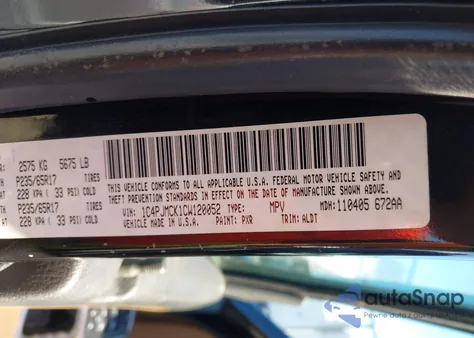 2575 KG 5675 LB
P235/65R17 TIRES
228 KPA ( 33 PSI) COLD
P235/65R17 TIRES
228 KPA ( 33 PSI) COLD
THIS VEHICLE CONFORMS TO ALL APPLICABLE U.S.A. FEDERAL MOTOR VEHICLE SAFETY AND
THEFT PREVENTION STANDARDS IN EFFECT ON THE DATE OF MANUFACTURE SHOWN ABOVE.
VIN: 1C4PJMCK1CW120052 TYPE: MPV MDH: 110405 672AA
VEHICLE MADE IN U.S.A. PAINT: PXR TRIM: ALDT
autoSnap
Pewne auto